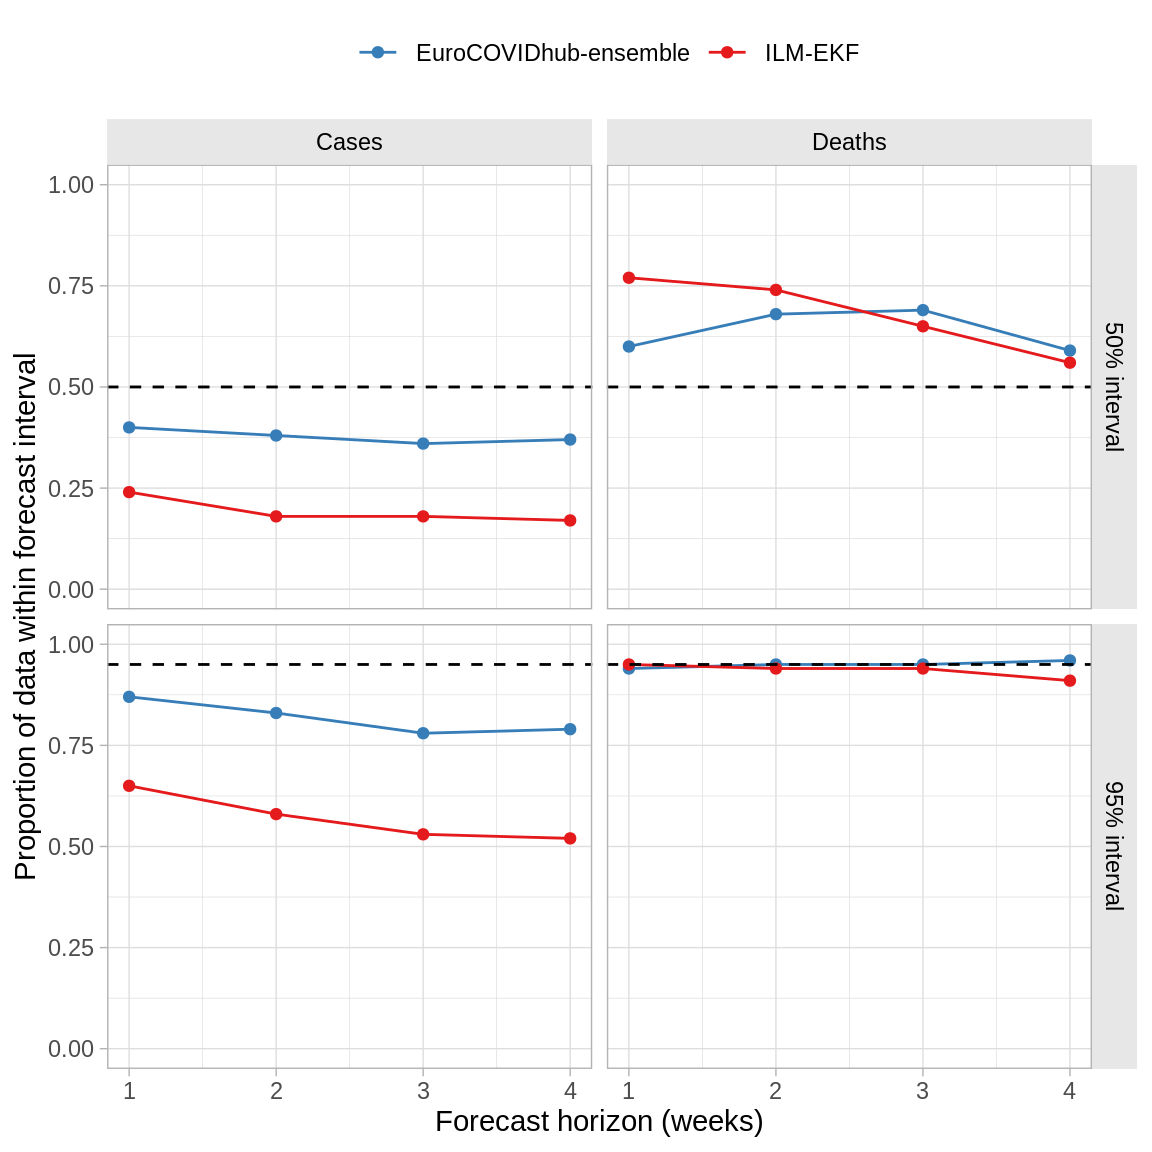 EuroCOVIDhub-ensemble ILM-EKF
Cases Deaths
Proportion of data within forecast interval
1.00
0.75
0.50
0.25
0.00
50% interval
1.00
0.75
0.50
0.25
0.00
95% interval
1 2 3 4 1 2 3 4
Forecast horizon (weeks)